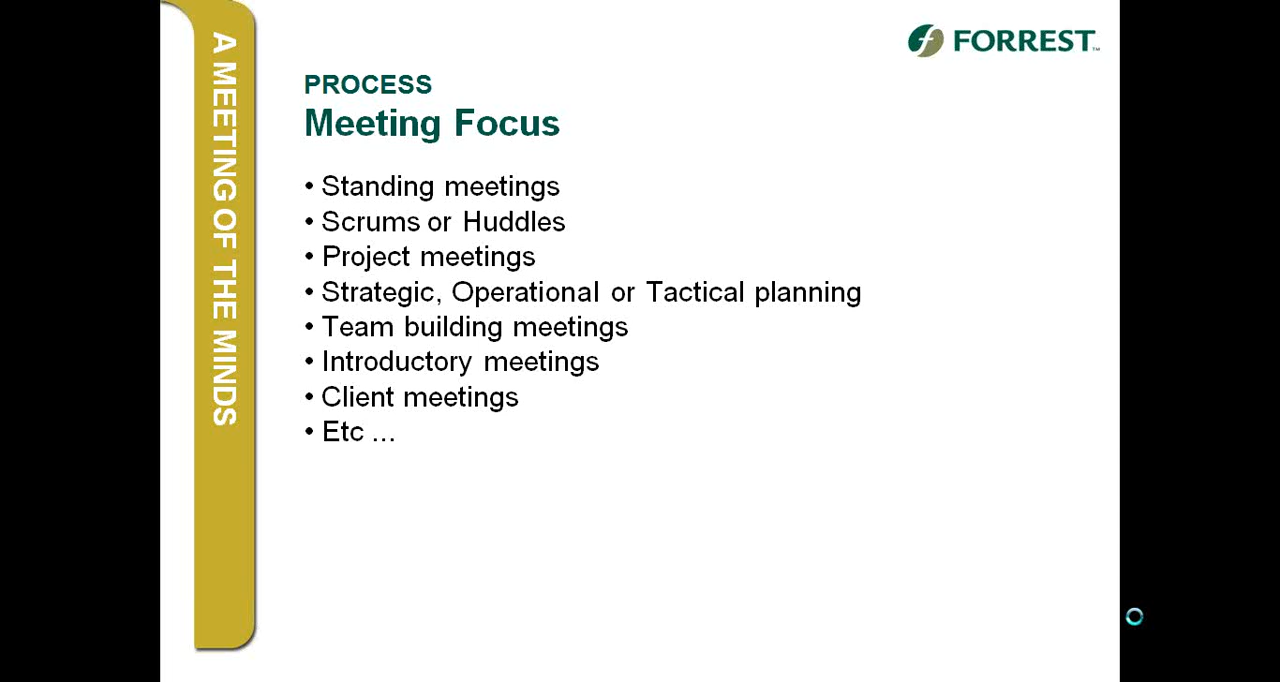 A MEETING OF THE MINDS
FORREST™
PROCESS
Meeting Focus
• Standing meetings
• Scrums or Huddles
• Project meetings
• Strategic, Operational or Tactical planning
• Team building meetings
• Introductory meetings
• Client meetings
• Etc ...